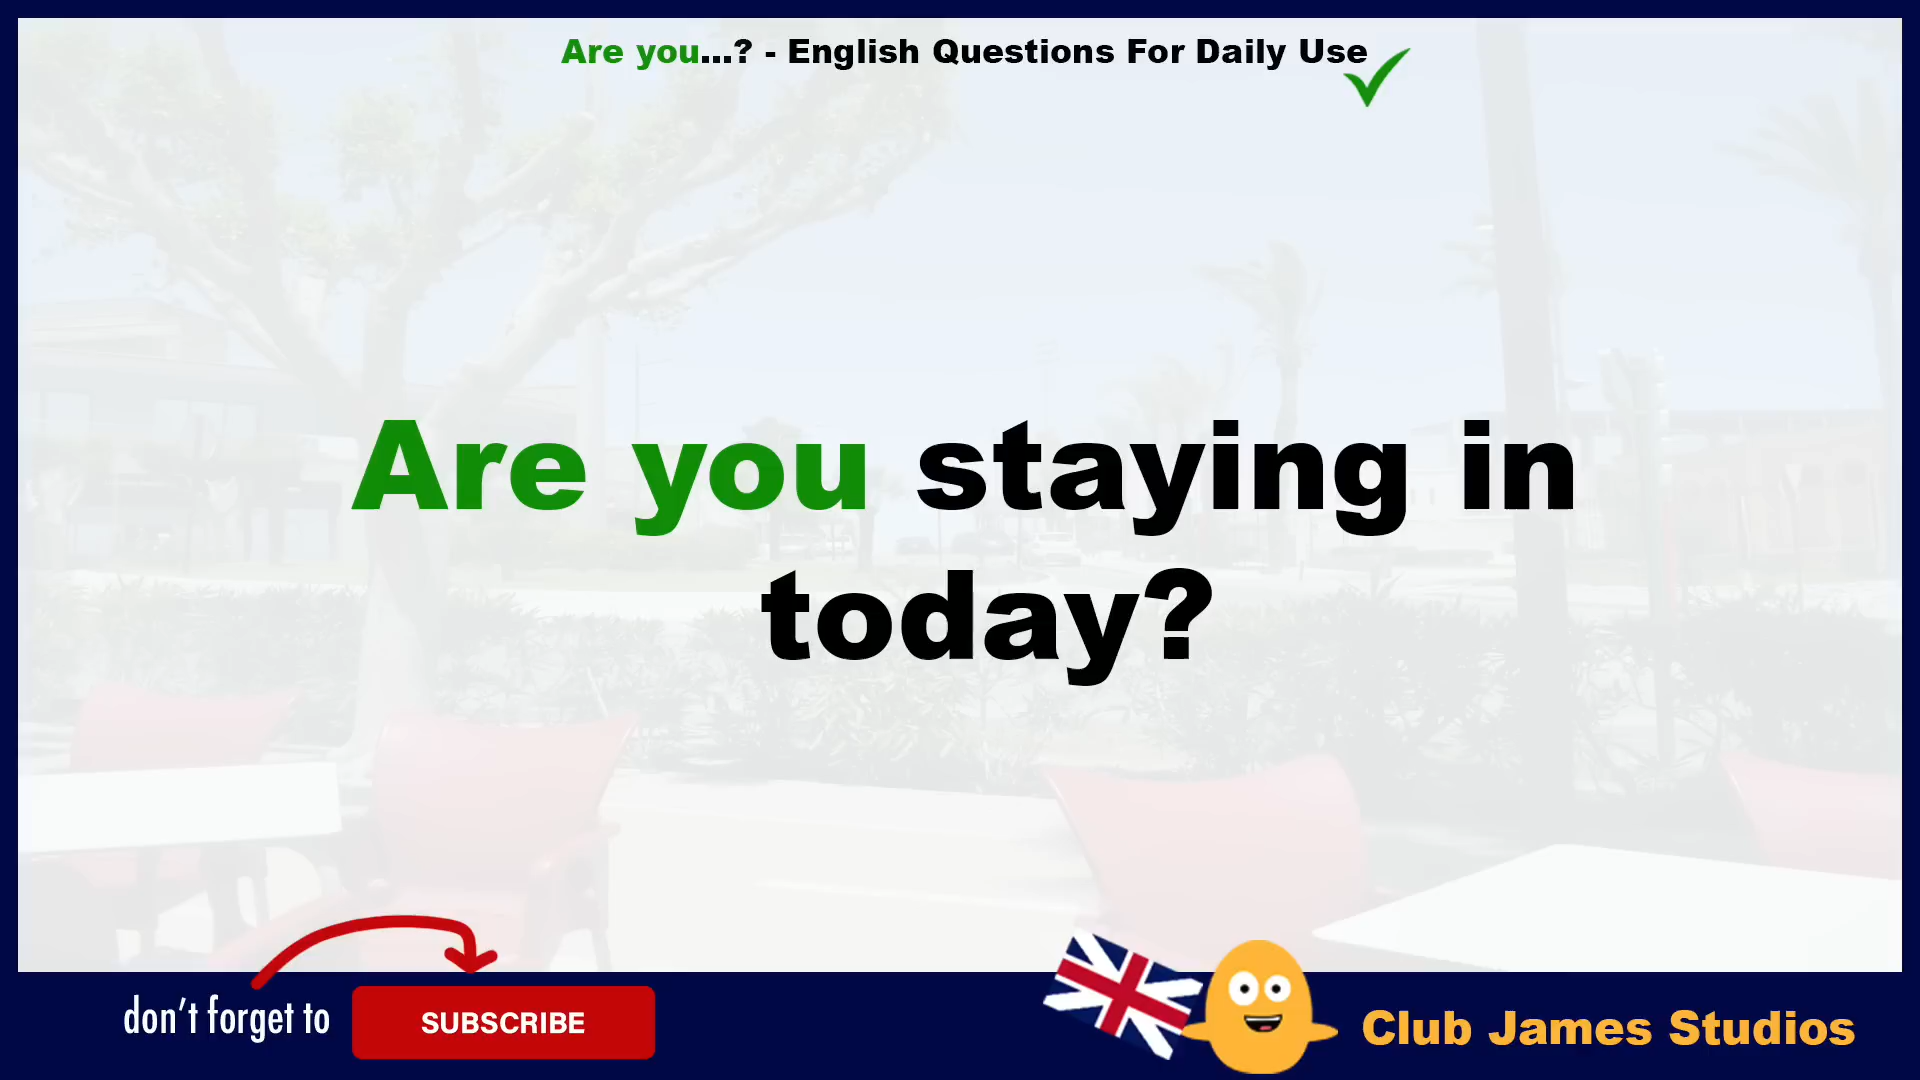 Are you...? - English Questions For Daily Use
Are you staying in
today?
don't forget to
SUBSCRIBE
Club James Studios